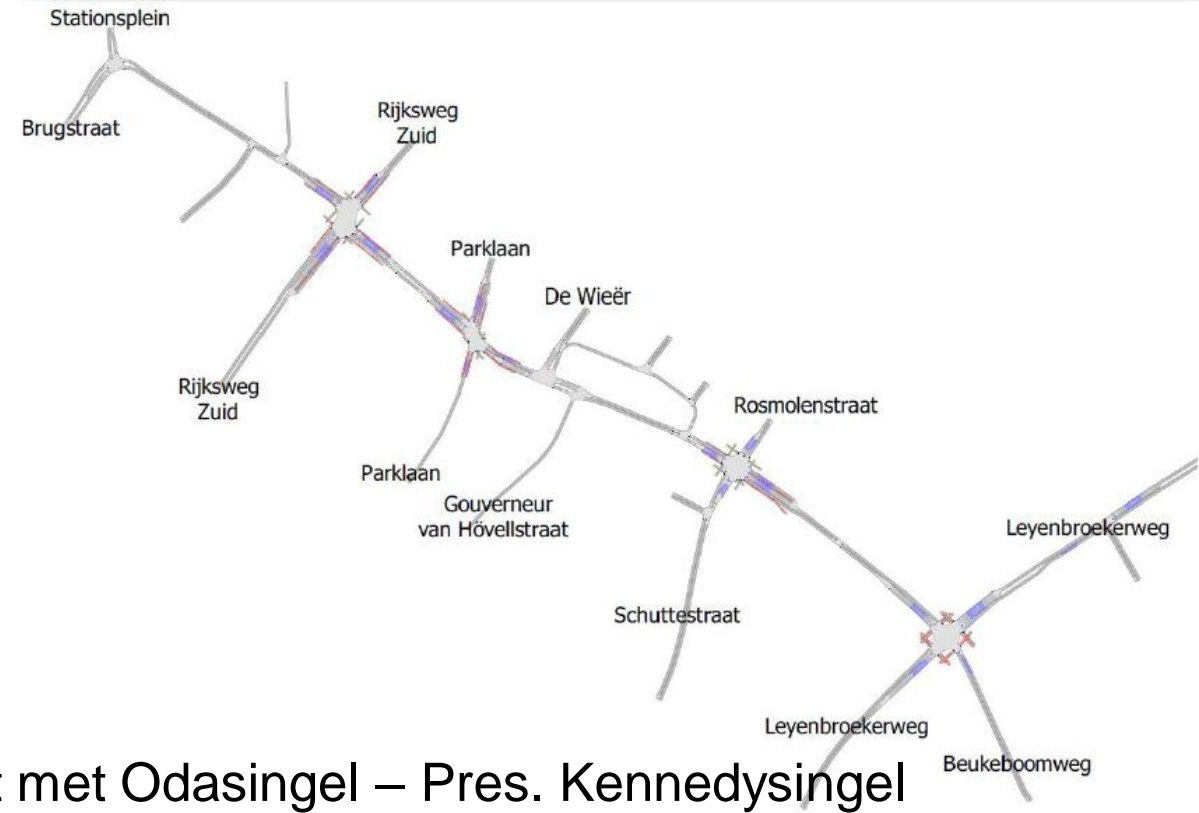 Stationsplein
Brugstraat
Rijksweg
Zuid
Parklaan
De Wieër
Rijksweg
Zuid
Rosmolenstraat
Parklaan
Gouverneur
van Hövellstraat
Leyenbroekerweg
Schuttestraat
Leyenbroekerweg
Beukeboomweg
met Odasingel – Pres. Kennedysingel